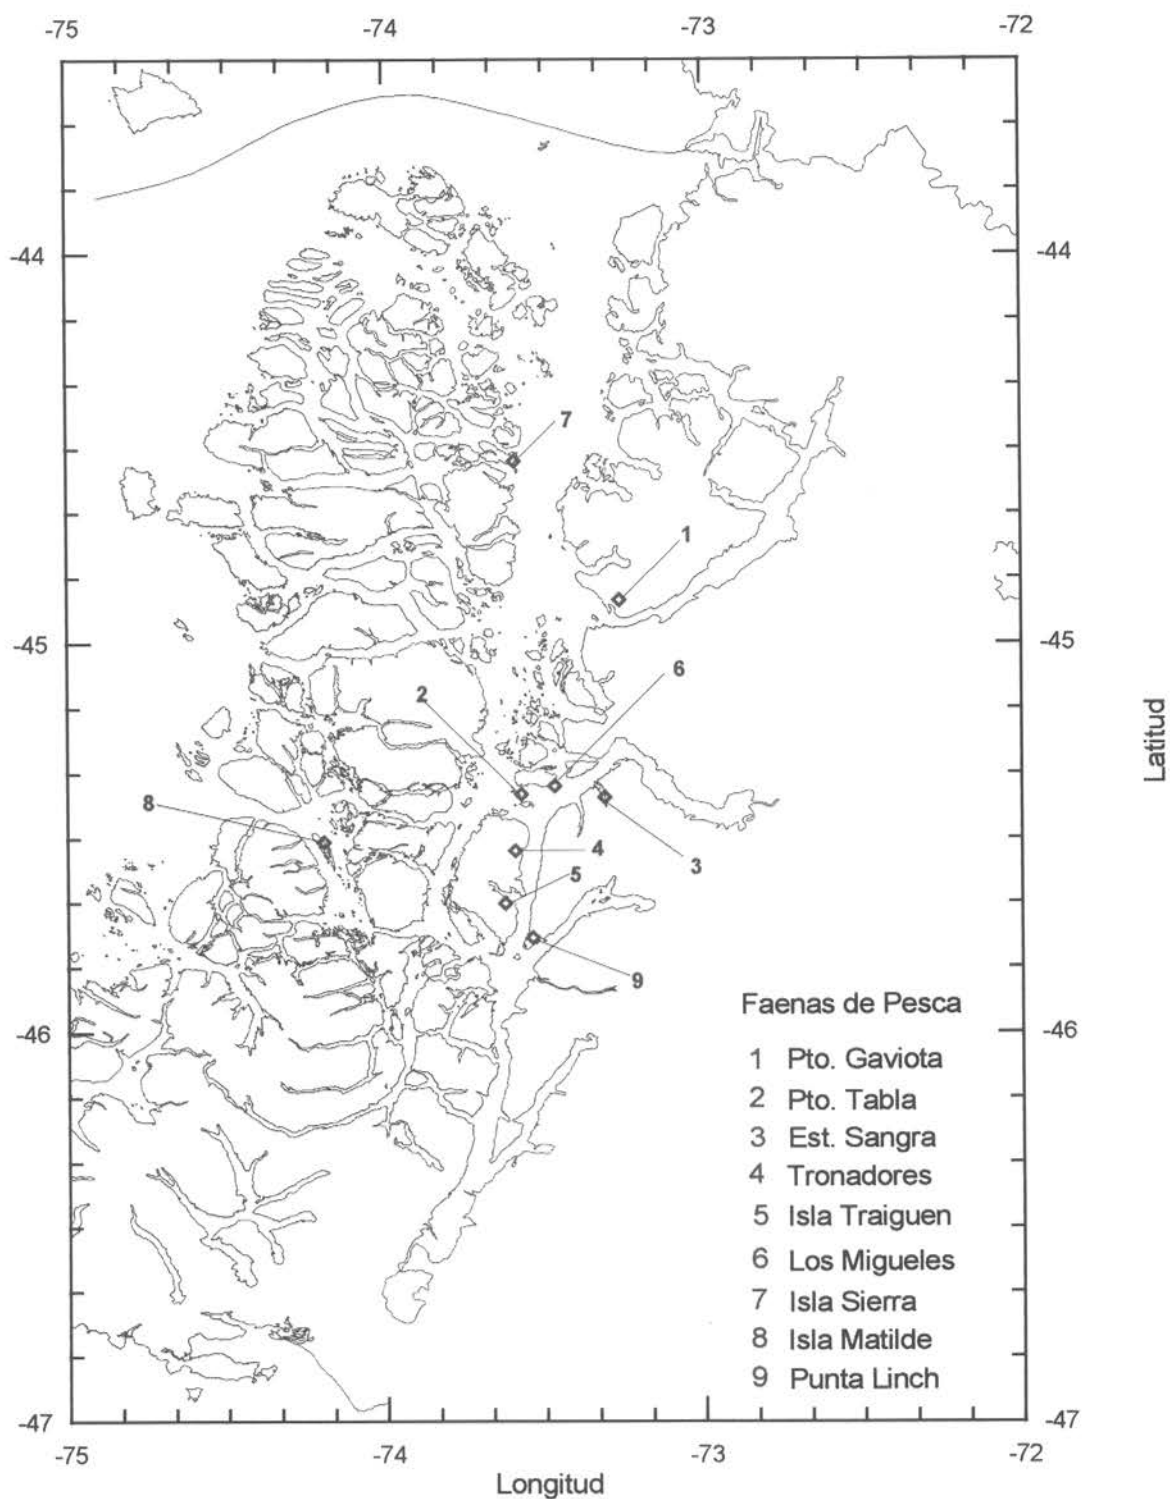 -75 -74 -73 -72
-44 -44
7
1
-45 -45
6
2
Latitud
8
4
3
5
9
Faenas de Pesca
-46 -46
1 Pto. Gaviota
2 Pto. Tabla
3 Est. Sangra
4 Tronadores
5 Isla Traiguen
6 Los Migueles
7 Isla Sierra
8 Isla Matilde
9 Punta Linch
-47 -47
-75 -74 -73 -72
Longitud